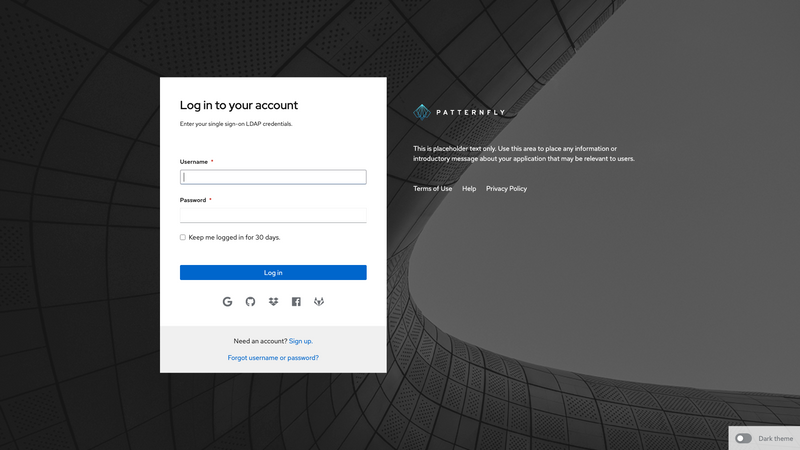 Log in to your account
Enter your single sign-on LDAP credentials.
Username *
Password *
Keep me logged in for 30 days.
Log in
Need an account? Sign up.
Forgot username or password?
PATTERNFLY
This is placeholder text only. Use this area to place any information or
introductory message about your application that may be relevant to users.
Terms of Use Help Privacy Policy
Dark theme